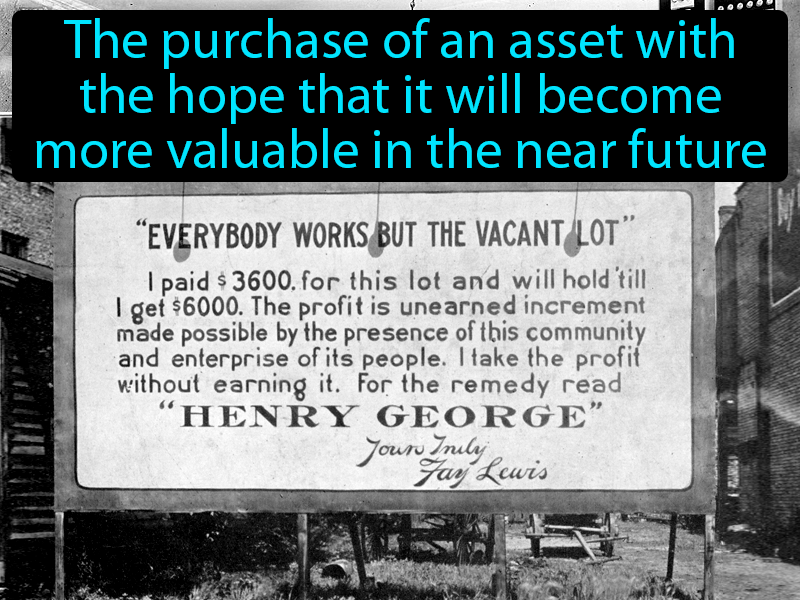 The purchase of an asset with
the hope that it will become
more valuable in the near future
"EVERYBODY WORKS BUT THE VACANT LOT"
I paid $3600. for this lot and will hold 'till
I get $6000. The profit is unearned increment
made possible by the presence of this community
and enterprise of its people. I take the profit
without earning it. For the remedy read
"HENRY GEORGE"
Yours Truly
Fay Lewis